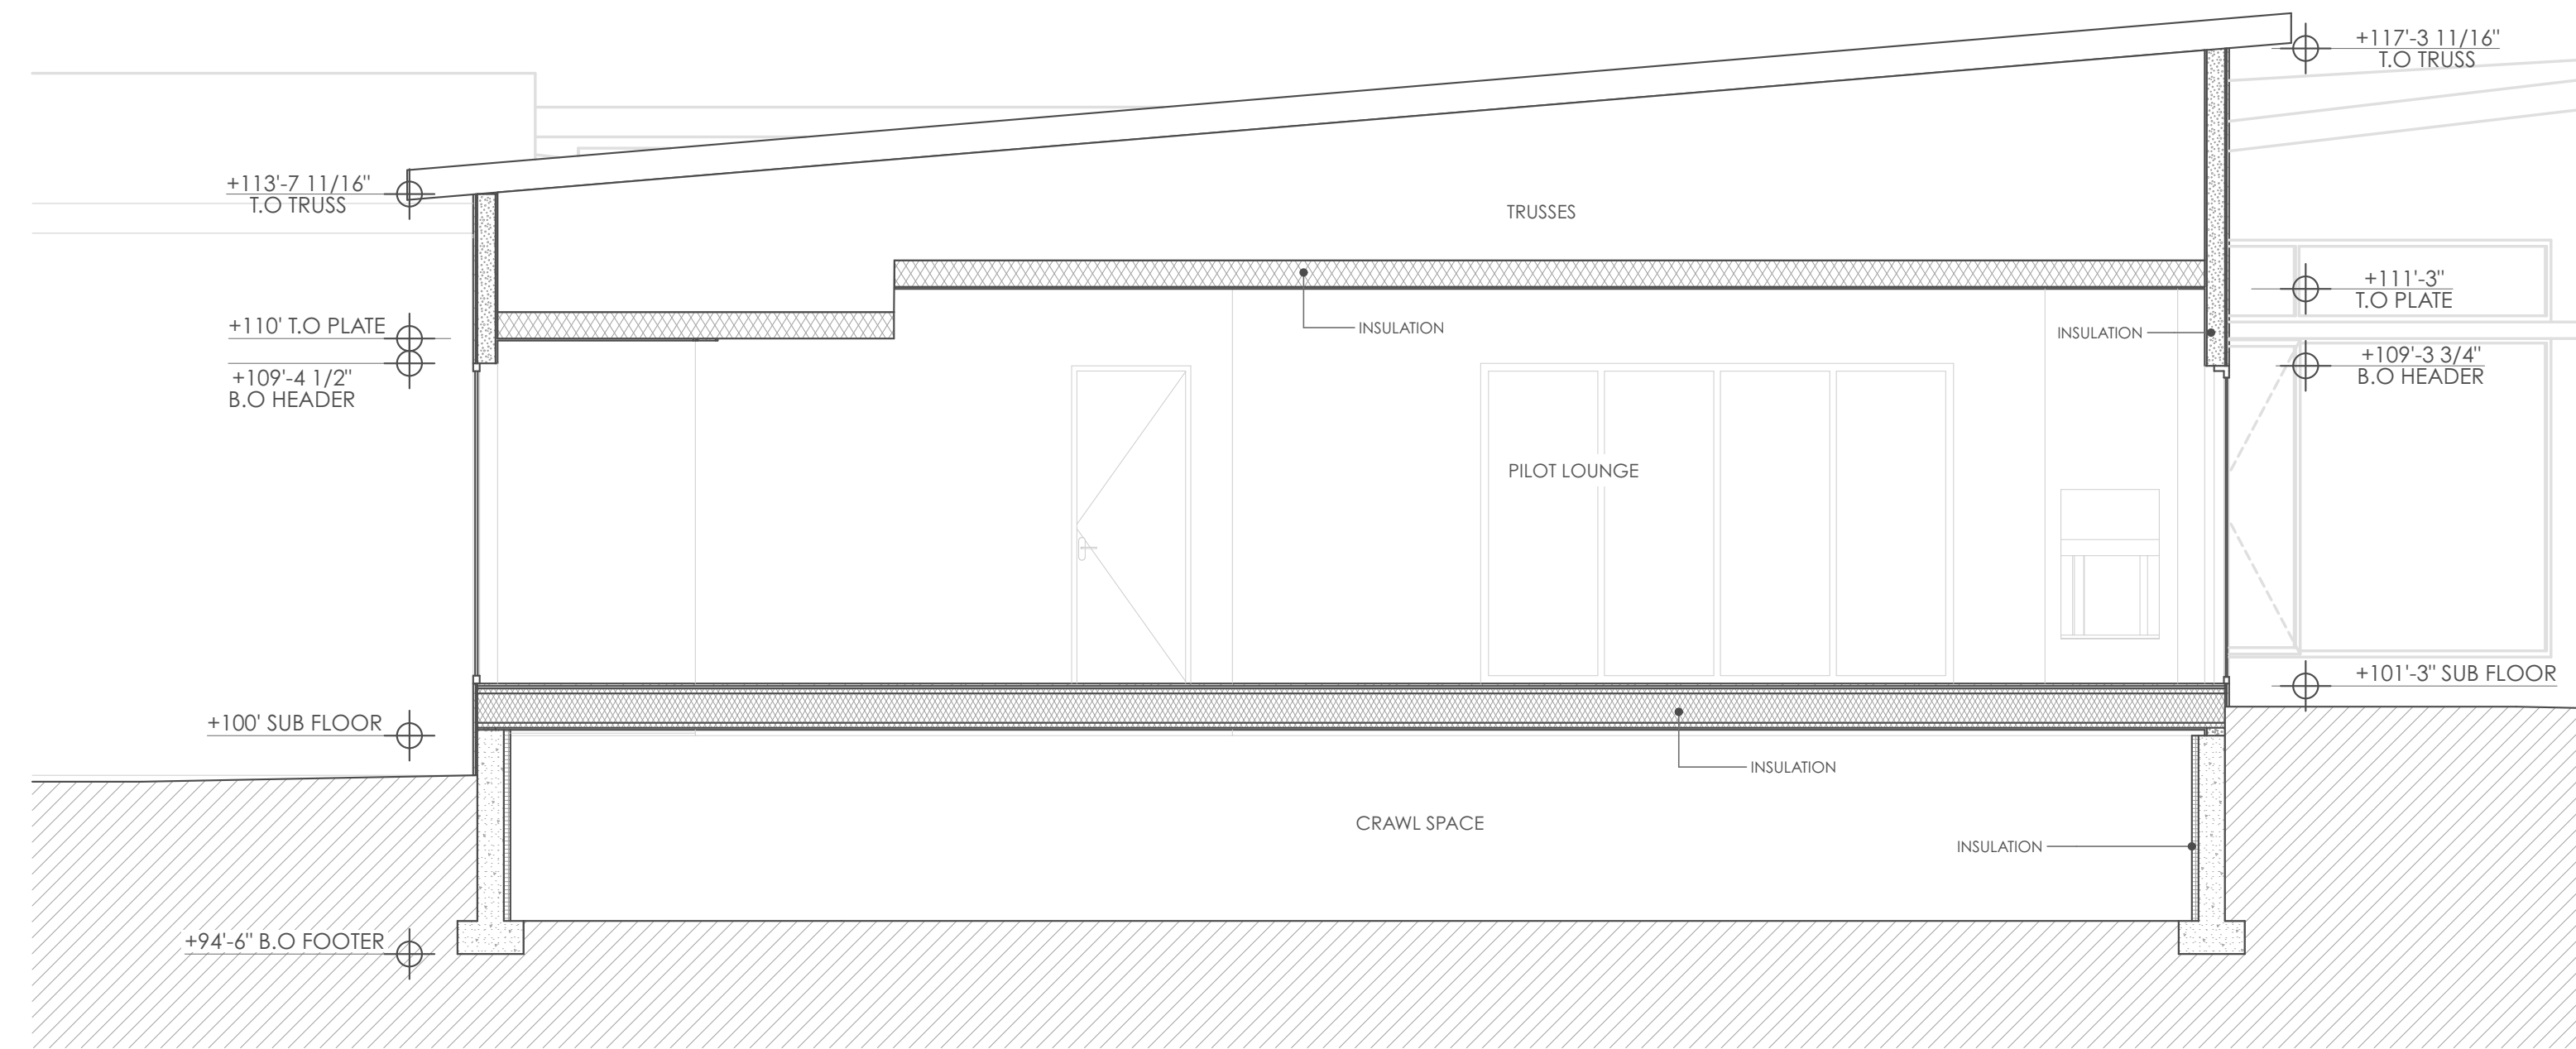 +117'-3 11/16"
T.O TRUSS
+113'-7 11/16"
T.O TRUSS
TRUSSES
+111'-3"
T.O PLATE
+110' T.O PLATE
INSULATION
INSULATION
+109'-3 3/4"
B.O HEADER
+109'-4 1/2"
B.O HEADER
PILOT LOUNGE
+101'-3" SUB FLOOR
+100' SUB FLOOR
INSULATION
CRAWL SPACE
INSULATION
+94'-6" B.O FOOTER